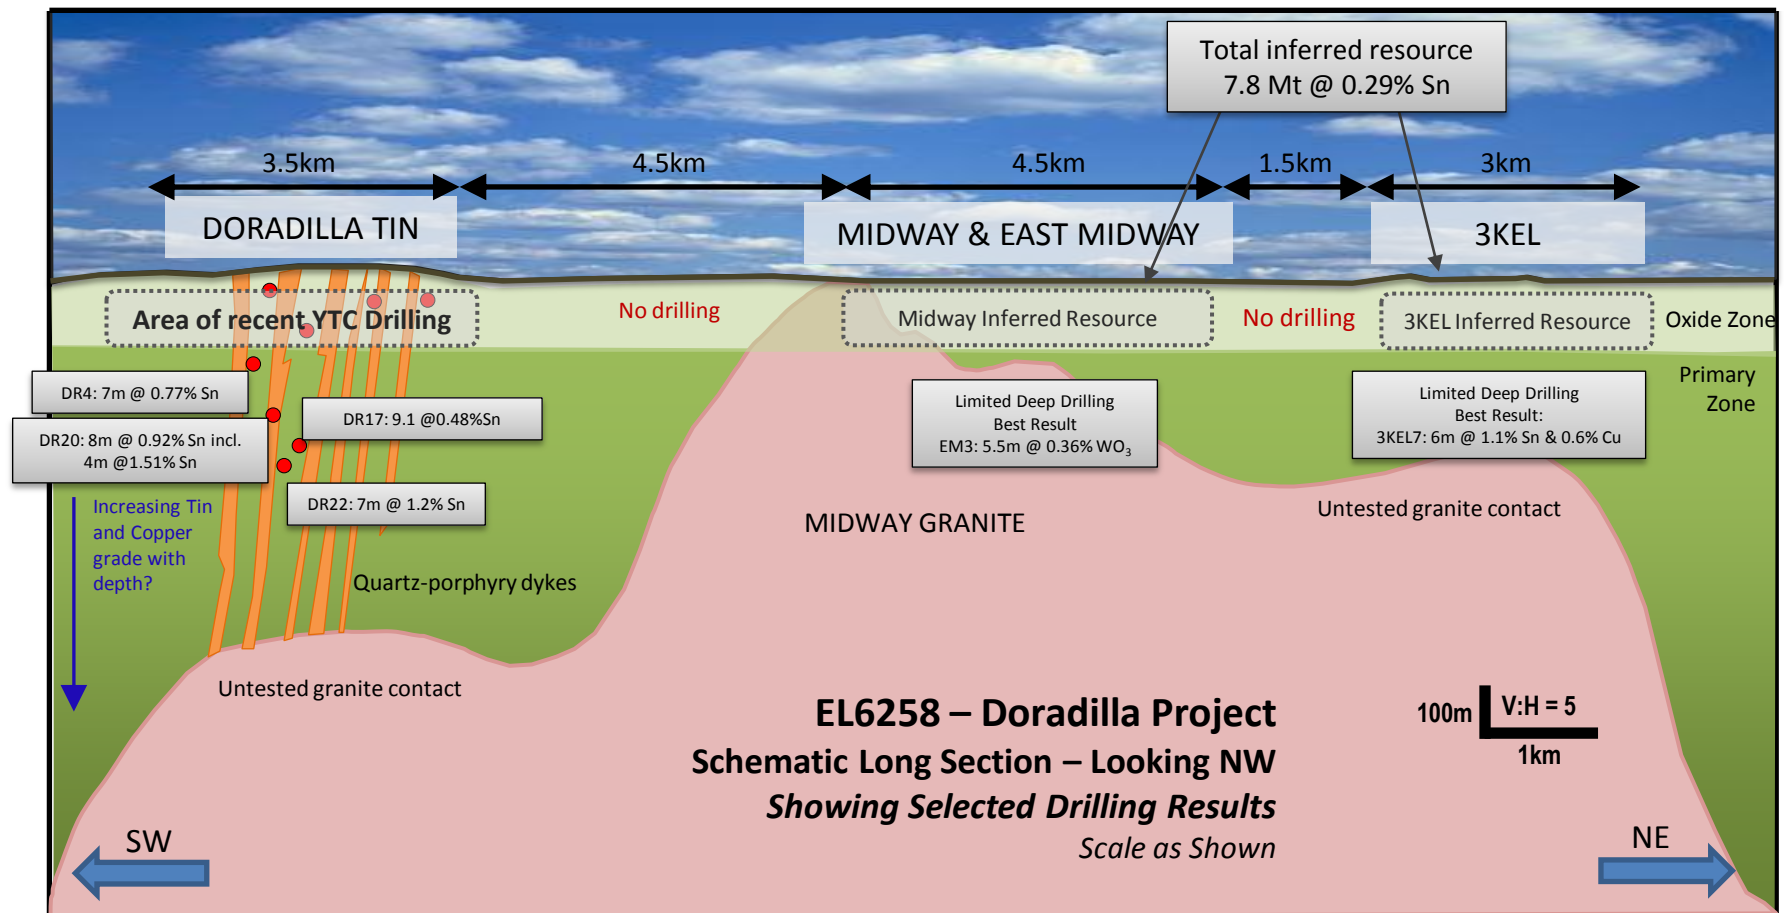 Total inferred resource
7.8 Mt @ 0.29% Sn
3.5km
4.5km
4.5km
1.5km
3km
DORADILLA TIN
MIDWAY & EAST MIDWAY
3KEL
Area of recent YTC Drilling
No drilling
Midway Inferred Resource
No drilling
3KEL Inferred Resource
Oxide Zone
Primary
Zone
DR4: 7m @ 0.77% Sn
DR20: 8m @ 0.92% Sn incl.
4m @1.51% Sn
DR17: 9.1 @0.48%Sn
DR22: 7m @ 1.2% Sn
Limited Deep Drilling
Best Result
EM3: 5.5m @ 0.36% WO₃
Limited Deep Drilling
Best Result:
3KEL7: 6m @ 1.1% Sn & 0.6% Cu
Increasing Tin
and Copper
grade with
depth?
Quartz-porphyry dykes
MIDWAY GRANITE
Untested granite contact
Untested granite contact
EL6258 – Doradilla Project
Schematic Long Section – Looking NW
Showing Selected Drilling Results
Scale as Shown
100m
V:H = 5
1km
SW
NE